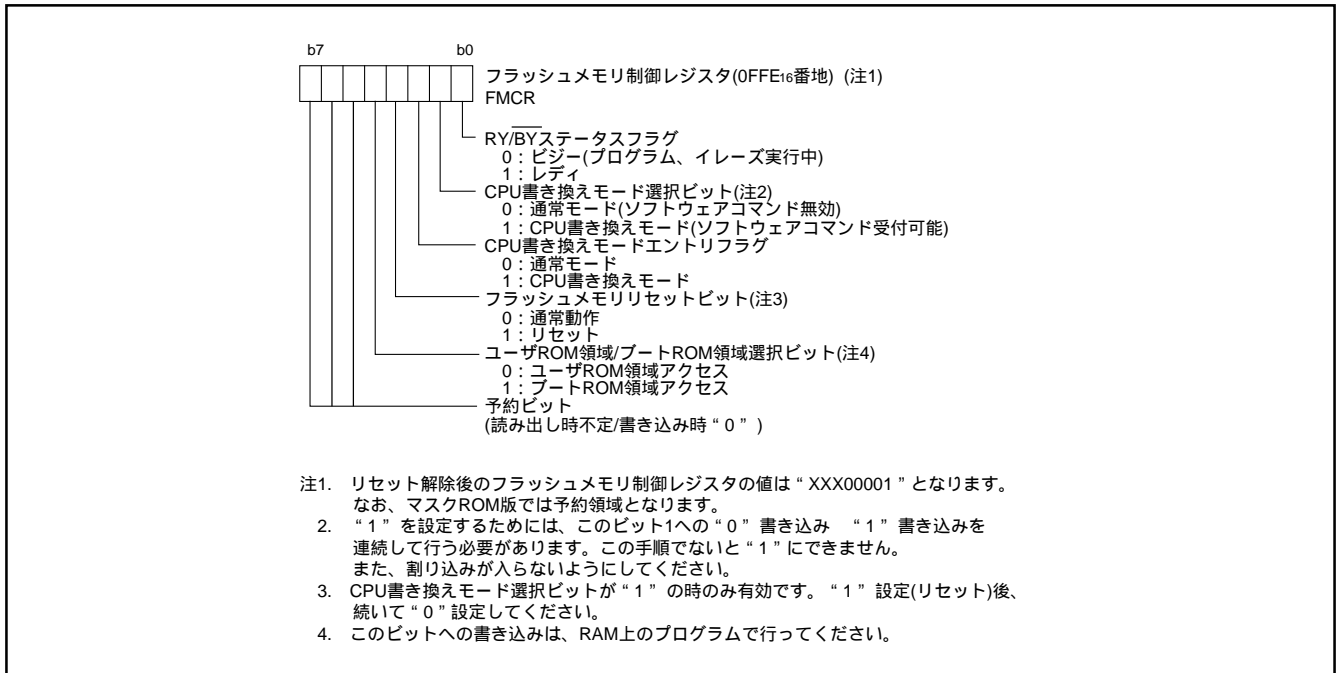 b7 b0
フラッシュメモリ制御レジスタ(0FFE16番地) (注1)
FMCR
RY/BYステータスフラグ
0：ビジー(プログラム、イレーズ実行中)
1：レディ
CPU書き換えモード選択ビット(注2)
0：通常モード(ソフトウェアコマンド無効)
1：CPU書き換えモード(ソフトウェアコマンド受付可能)
CPU書き換えモードエントリフラグ
0：通常モード
1：CPU書き換えモード
フラッシュメモリリセットビット(注3)
0：通常動作
1：リセット
ユーザROM領域/ブートROM領域選択ビット(注4)
0：ユーザROM領域アクセス
1：ブートROM領域アクセス
予約ビット
(読み出し時不定/書き込み時“0”)
注1. リセット解除後のフラッシュメモリ制御レジスタの値は“XXX00001”となります。
なお、マスクROM版では予約領域となります。
2. “1”を設定するためには、このビット1への“0”書き込み “1”書き込みを
連続して行う必要があります。この手順でないと“1”にできません。
また、割り込みが入らないようにしてください。
3. CPU書き換えモード選択ビットが“1”の時のみ有効です。“1”設定(リセット)後、
続いて“0”設定してください。
4. このビットへの書き込みは、RAM上のプログラムで行ってください。